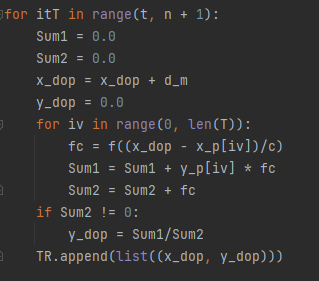 for itT in range(t, n + 1):
    Sum1 = 0.0
    Sum2 = 0.0
    x_dop = x_dop + d_m
    y_dop = 0.0
    for iv in range(0, len(T)):
        fc = f((x_dop - x_p[iv])/c)
        Sum1 = Sum1 + y_p[iv] * fc
        Sum2 = Sum2 + fc
    if Sum2 != 0:
        y_dop = Sum1/Sum2
    TR.append(list((x_dop, y_dop)))